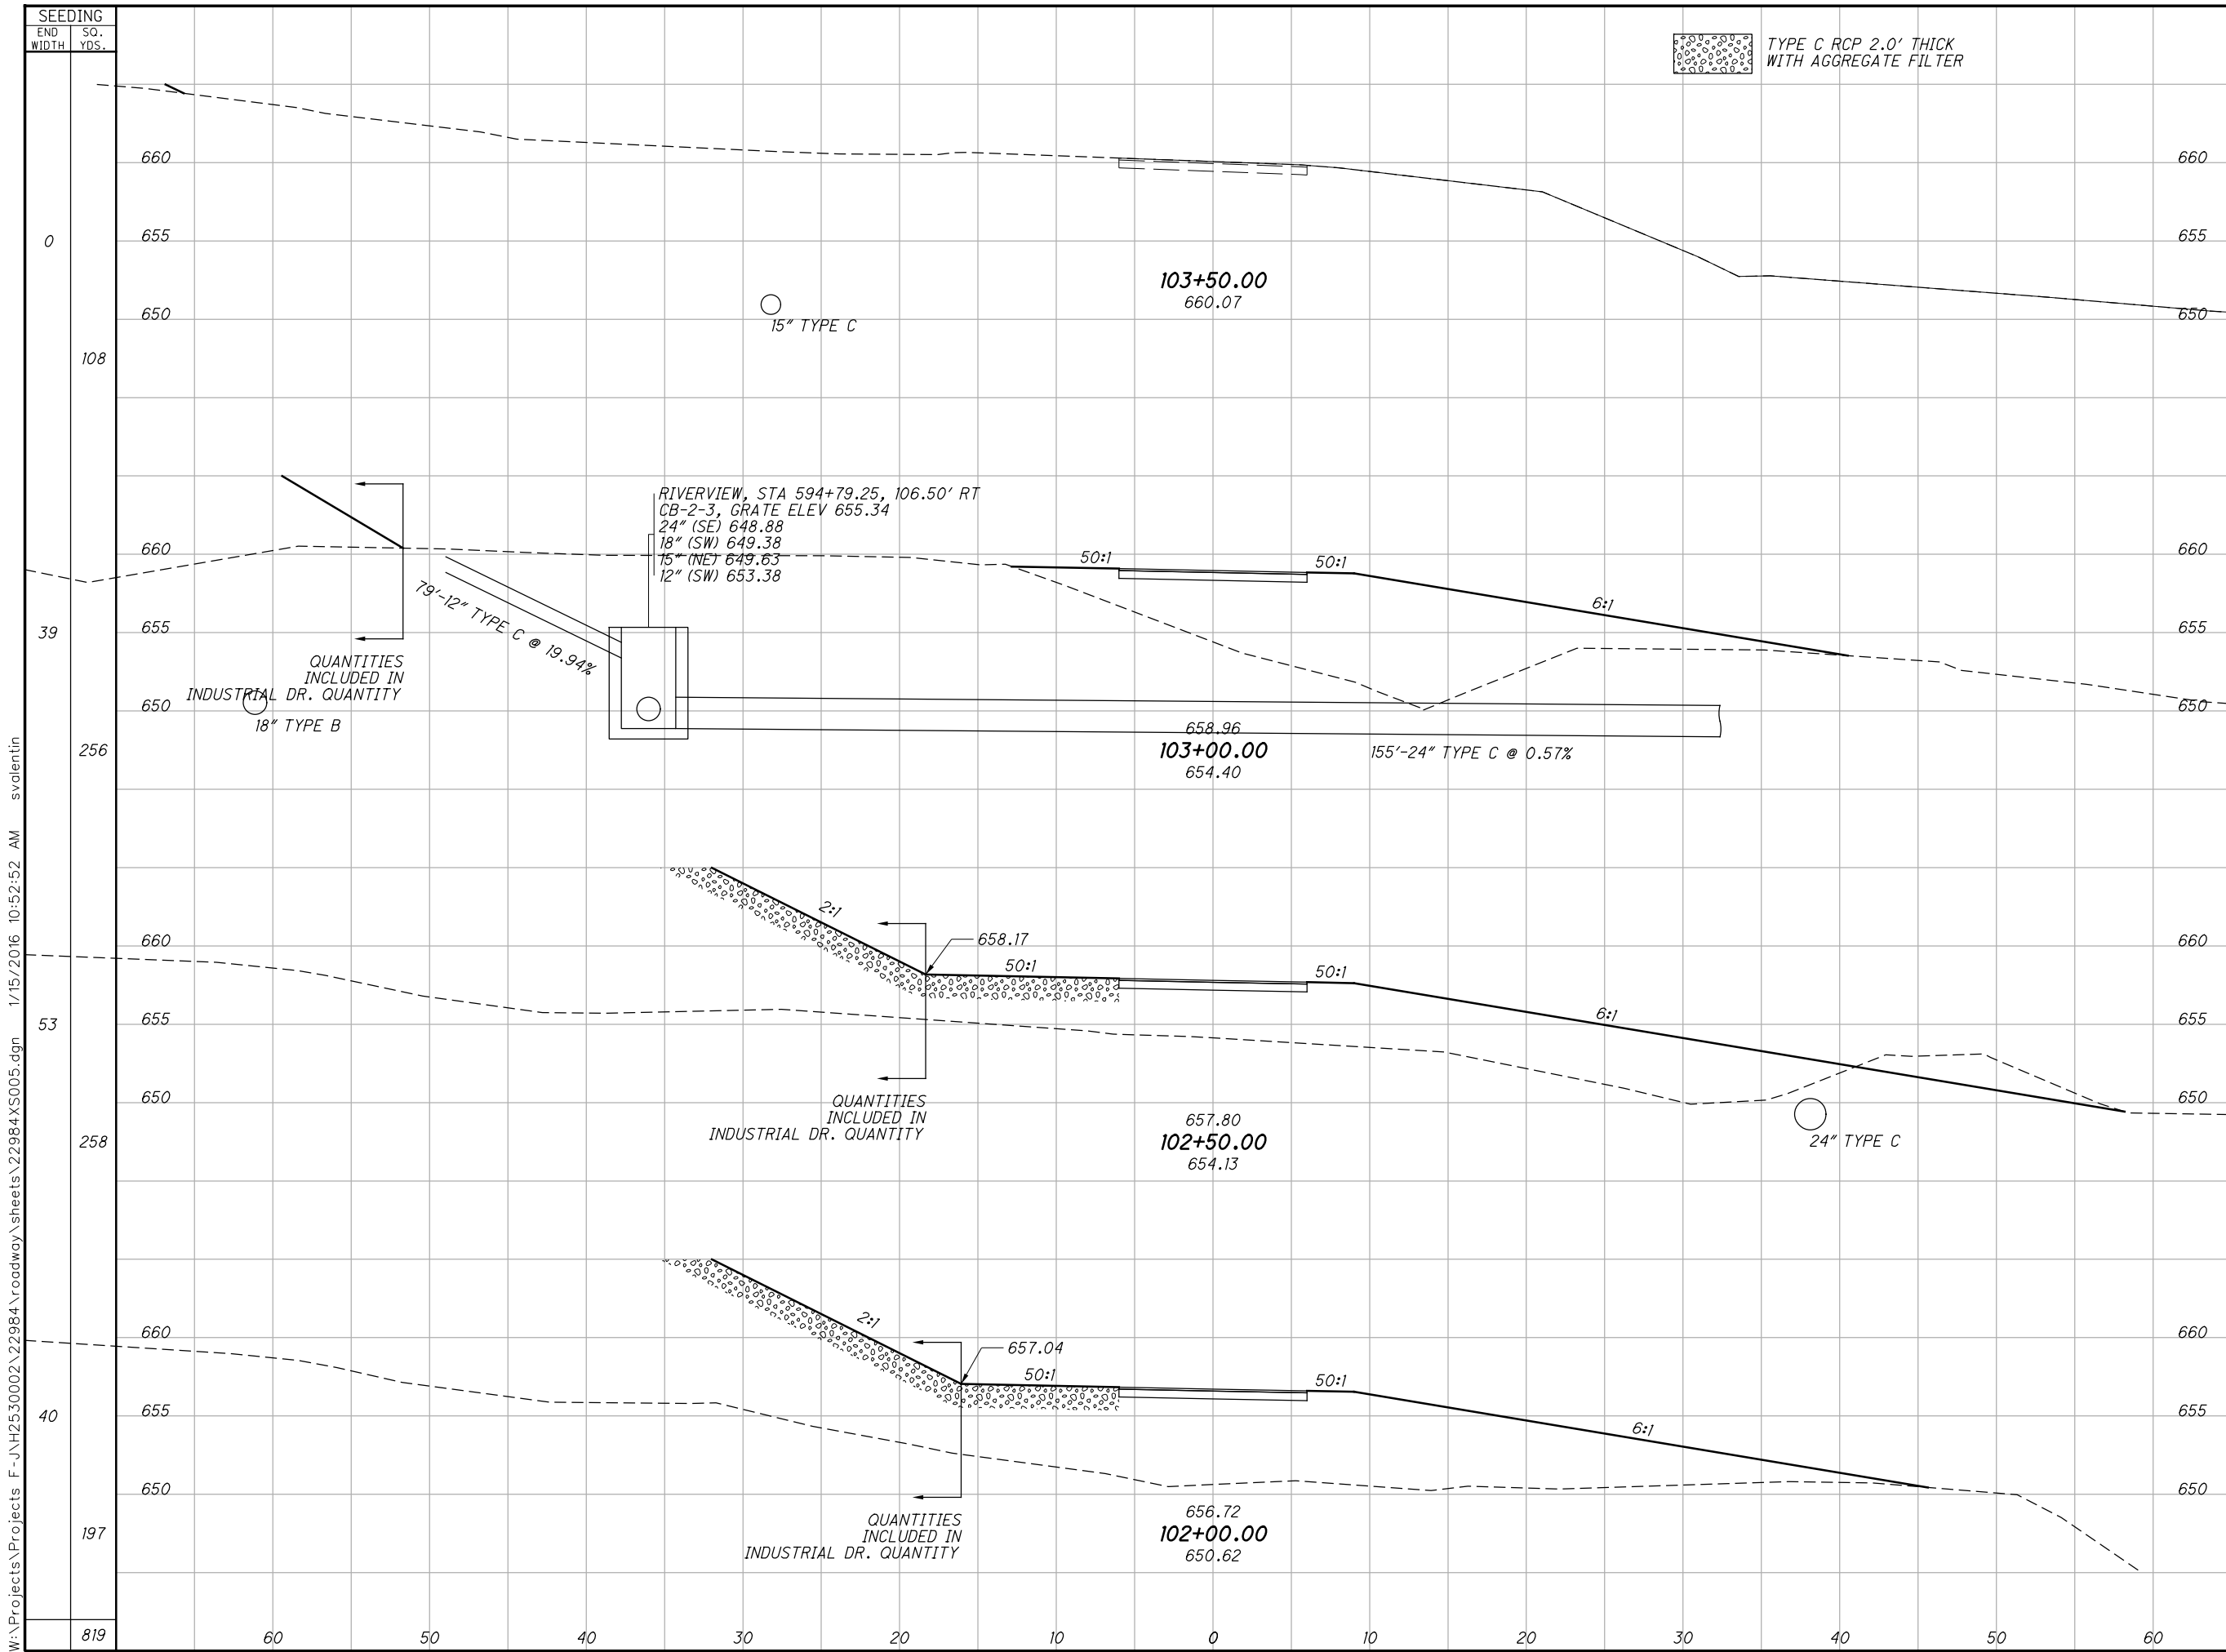 SEEDING
END WIDTH
SQ. YDS.
TYPE C RCP 2.0' THICK
WITH AGGREGATE FILTER
660
660
0
655
655
103+50.00
660.07
650
650
15" TYPE C
108
RIVERVIEW, STA 594+79.25, 106.50' RT
CB-2-3, GRATE ELEV 655.34
24" (SE) 648.88
18" (SW) 649.38
15" (NE) 649.63
12" (SW) 653.38
660
50:1
50:1
660
79'-12" TYPE C @ 19.94%
6:1
39
655
655
QUANTITIES
INCLUDED IN
INDUSTRIAL DR. QUANTITY
650
650
18" TYPE B
658.96
103+00.00
654.40
155'-24" TYPE C @ 0.57%
256
2:1
660
658.17
660
50:1
50:1
6:1
53
655
655
650
650
QUANTITIES
INCLUDED IN
INDUSTRIAL DR. QUANTITY
657.80
102+50.00
654.13
24" TYPE C
258
2:1
660
657.04
660
50:1
50:1
6:1
40
655
655
650
650
QUANTITIES
INCLUDED IN
INDUSTRIAL DR. QUANTITY
656.72
102+00.00
650.62
197
819
60 50 40 30 20 10 0 10 20 30 40 50 60
W:\Projects\Projects F-J\H2530002\22984\roadway\sheets\22984XS005.dgn 1/15/2016 10:52:52 AM svalentin